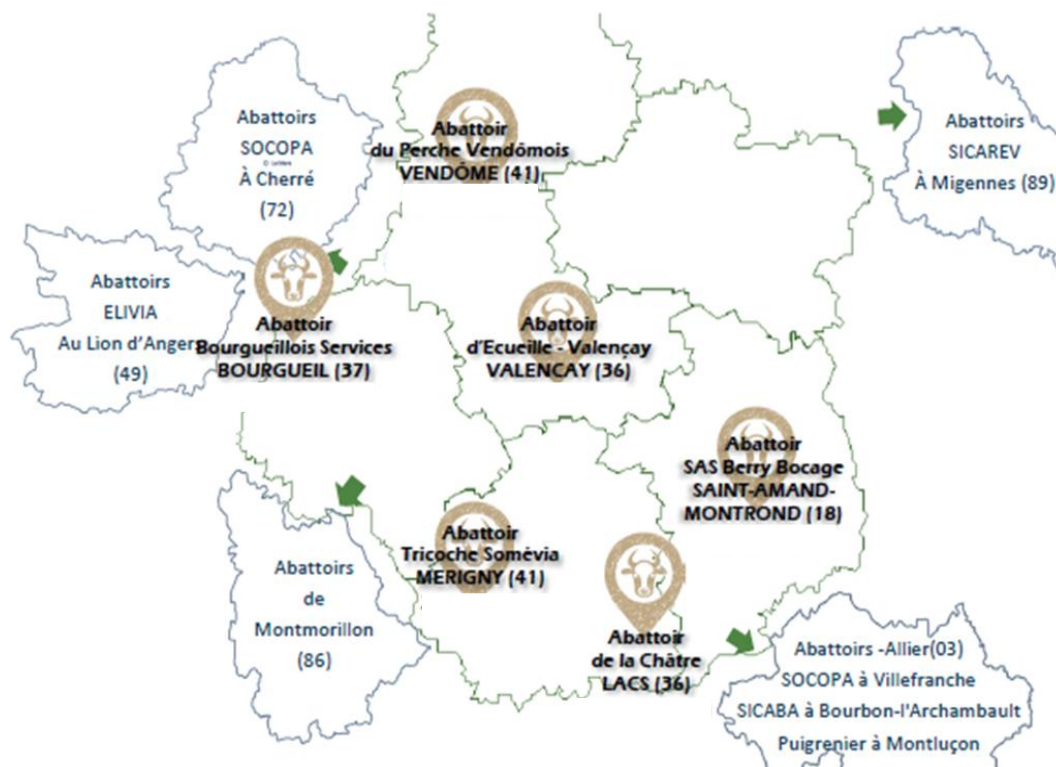 Abattoirs
SOCOPA
À Cherré
(72)
Abattoir
du Perche Vendômois
VENDÔME (41)
Abattoirs
SICAREV
À Migennes (89)
Abattoirs
ELIVIA
Au Lion d'Angers
(49)
Abattoir
Bourgueillois Services
BOURGUEIL (37)
Abattoir
d'Ecueille - Valençay
VALENCAY (36)
Abattoir
SAS Berry Bocage
SAINT-AMAND-
MONTROND (18)
Abattoir
Tricoche Somévia
MERIGNY (41)
Abattoirs
de
Montmorillon
(86)
Abattoir
de la Châtre
LACS (36)
Abattoirs -Allier(03)
SOCOPA à Villefranche
SICABA à Bourbon-l'Archambault
Puigrenier à Montluçon